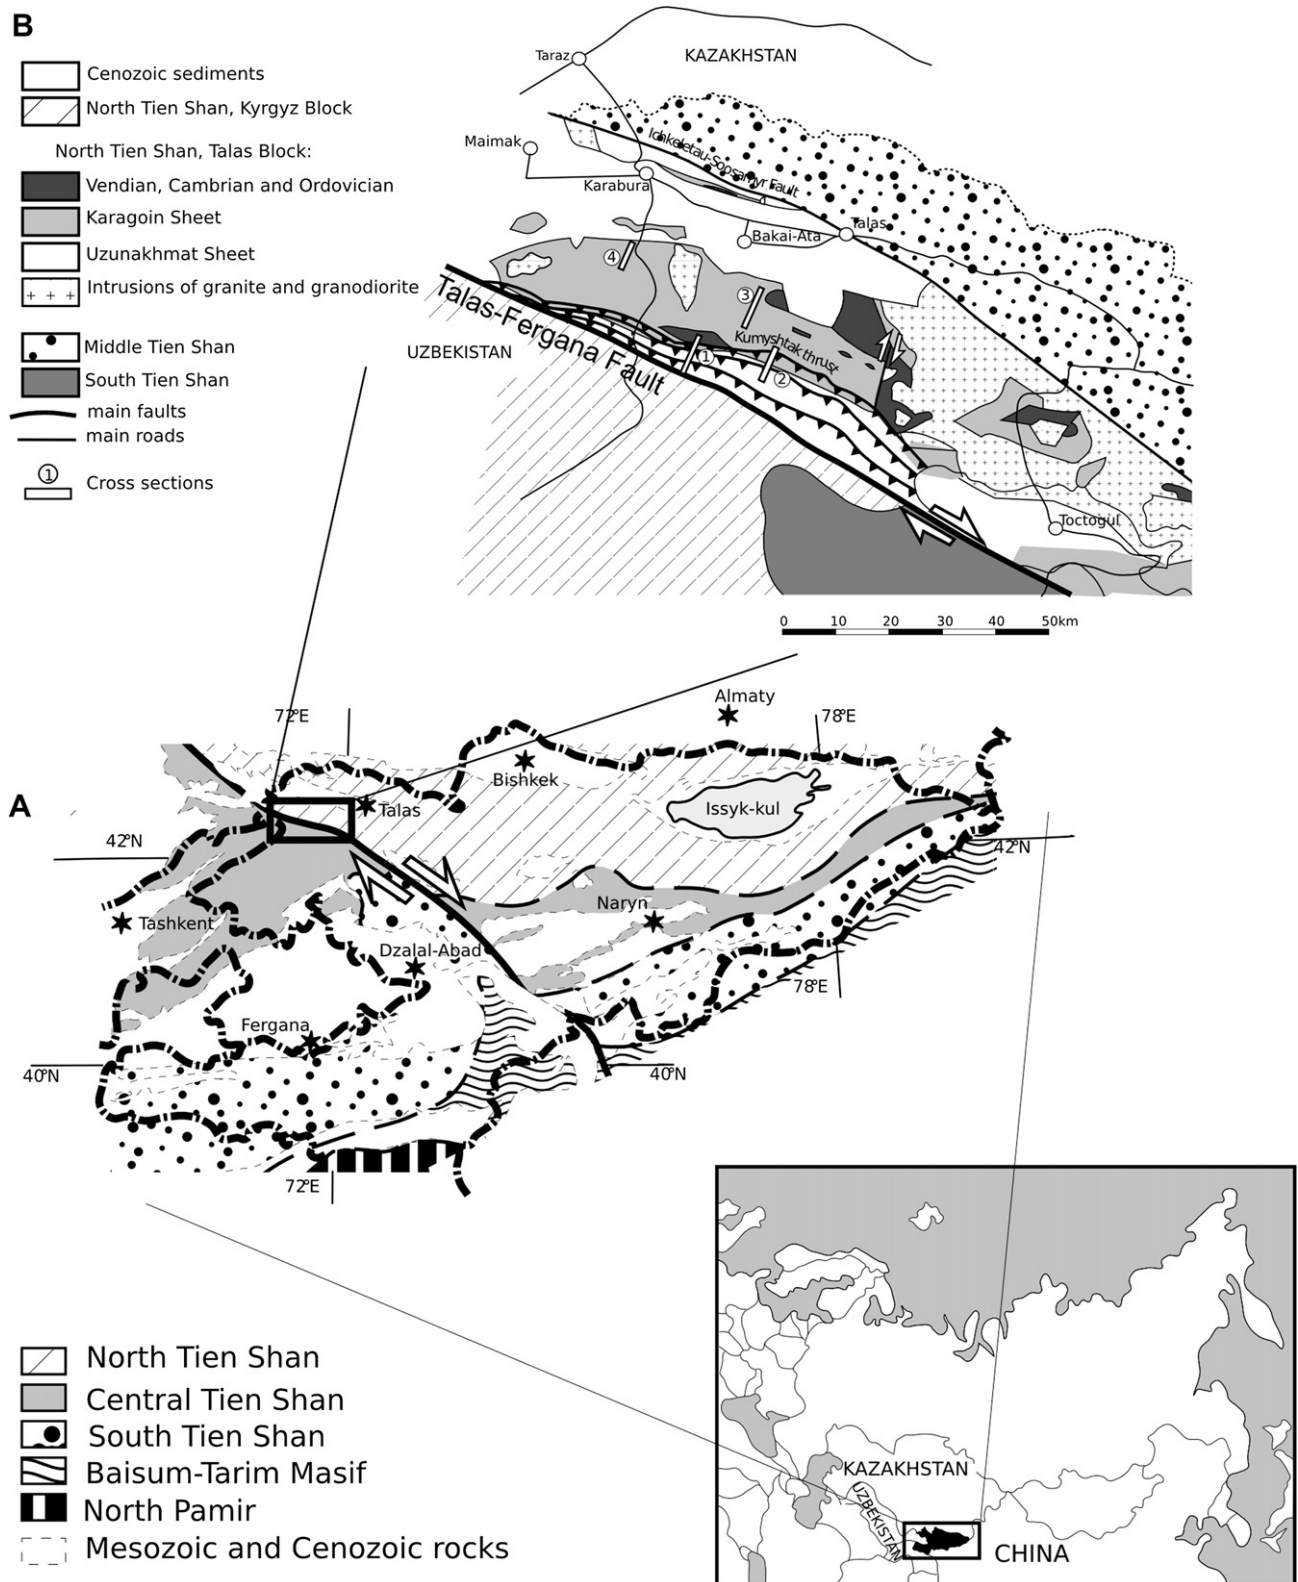 B
Cenozoic sediments
North Tien Shan, Kyrgyz Block
North Tien Shan, Talas Block:
Vendian, Cambrian and Ordovician
Karagoin Sheet
Uzunakhmat Sheet
Intrusions of granite and granodiorite
Middle Tien Shan
South Tien Shan
main faults
main roads
1
Cross sections
Taraz
KAZAKHSTAN
Maimak
Ichkeletau-Soosamyr Fault
Karabura
Talas
Bakai-Ata
4
3
Talas-Fergana Fault
Kumyshtak thrust
UZBEKISTAN
1
2
Toctogul
0 10 20 30 40 50km
A
72°E
Almaty
78°E
Bishkek
Talas
Issyk-kul
42°N
42°N
Tashkent
Naryn
Dzalal-Abad
78°E
Fergana
40°N
40°N
72°E
North Tien Shan
Central Tien Shan
South Tien Shan
Baisum-Tarim Masif
North Pamir
Mesozoic and Cenozoic rocks
KAZAKHSTAN
UZBEKISTAN
CHINA